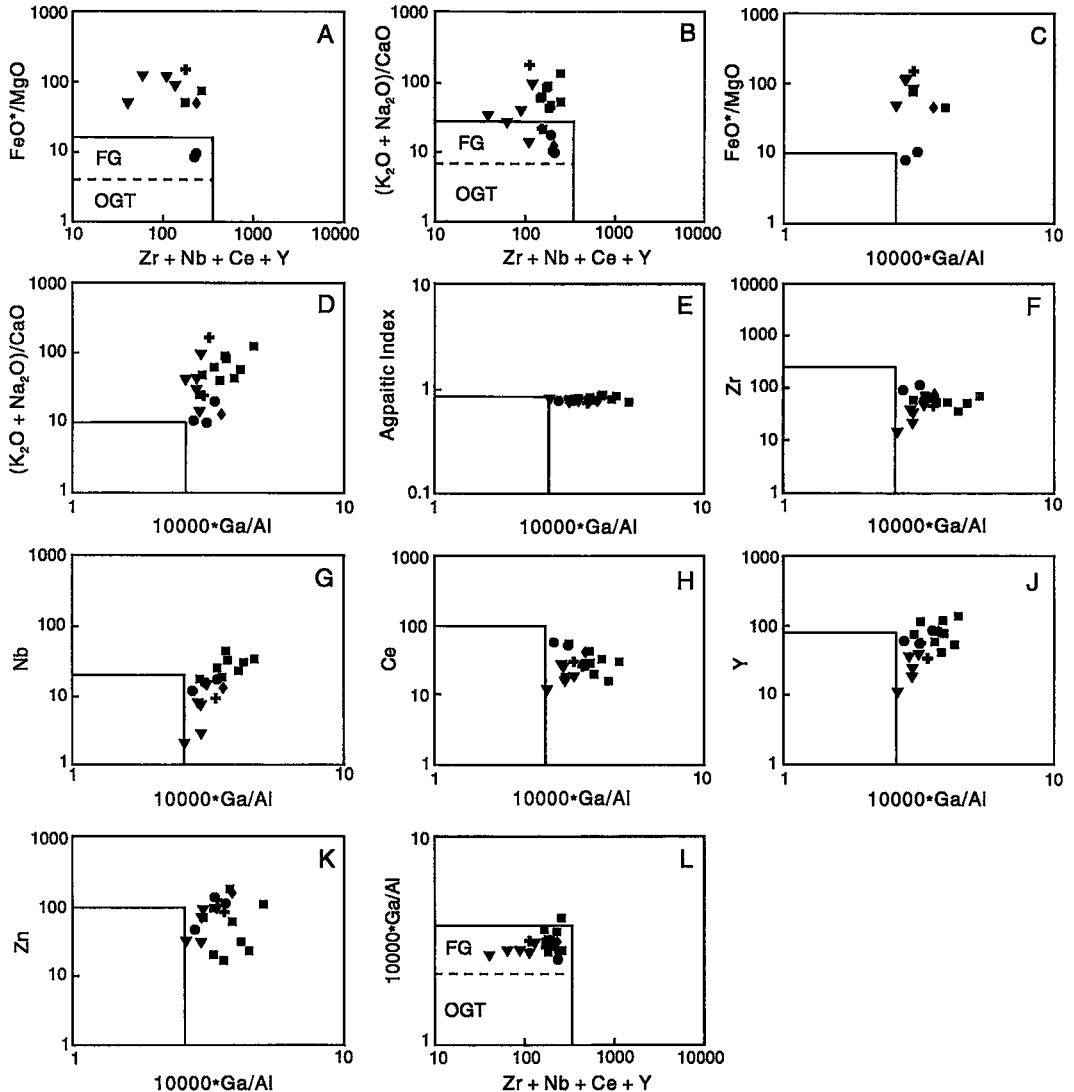 A
FeO*/MgO
1000
100
10
1
FG
OGT
10 100 1000 10000
Zr + Nb + Ce + Y
B
(K₂O + Na₂O)/CaO
1000
100
10
1
FG
OGT
10 100 1000 10000
Zr + Nb + Ce + Y
C
FeO*/MgO
1000
100
10
1
1 10
10000*Ga/Al
D
(K₂O + Na₂O)/CaO
1000
100
10
1
1 10
10000*Ga/Al
E
Agpaitic Index
10
1
0.1
1 10
10000*Ga/Al
F
Zr
10000
1000
100
10
1
1 10
10000*Ga/Al
G
Nb
1000
100
10
1
1 10
10000*Ga/Al
H
Ce
1000
100
10
1
1 10
10000*Ga/Al
J
Y
1000
100
10
1
1 10
10000*Ga/Al
K
Zn
1000
100
10
1
1 10
10000*Ga/Al
L
10000*Ga/Al
10
1
FG
OGT
10 100 1000 10000
Zr + Nb + Ce + Y